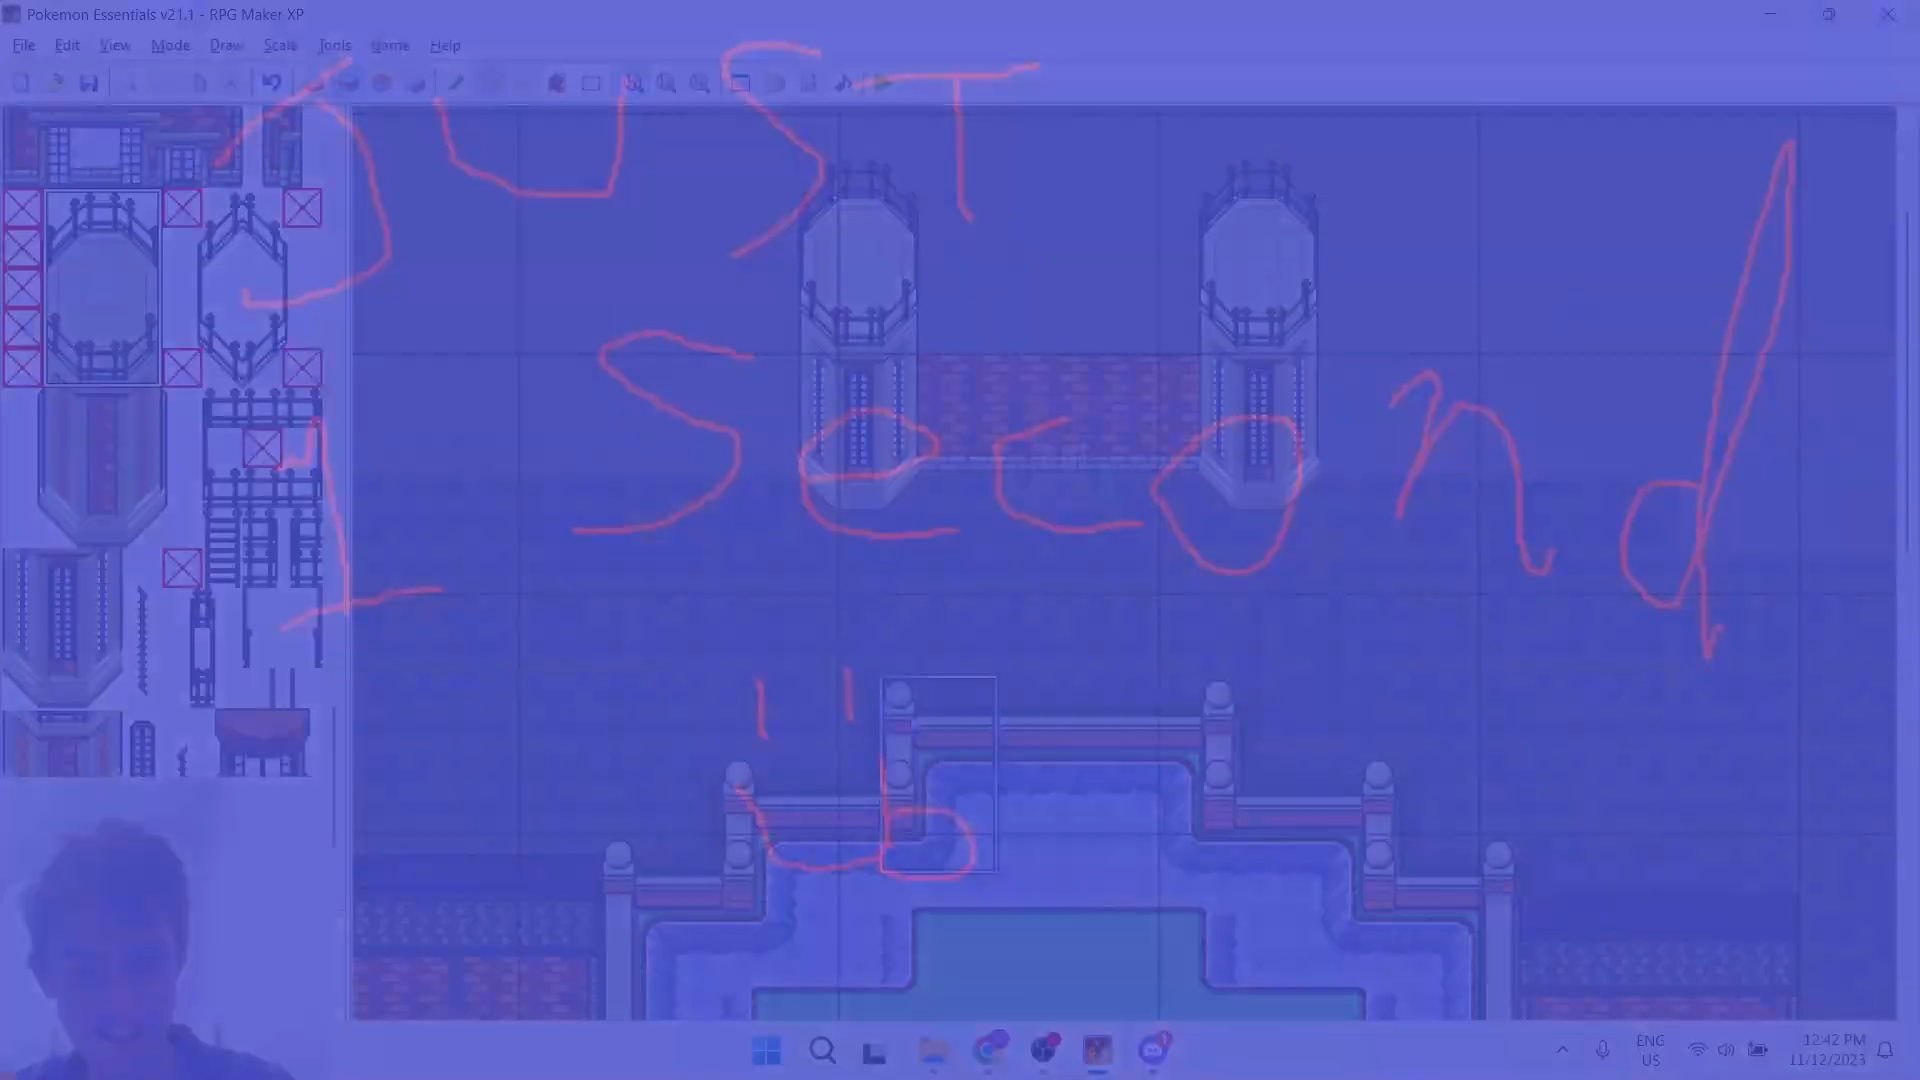 Pokemon Essentials v21.1 - RPG Maker XP
File Edit View Mode Draw Scale Tools Game Help
JUST
1 second
ENG
US
12:42 PM
11/12/2023